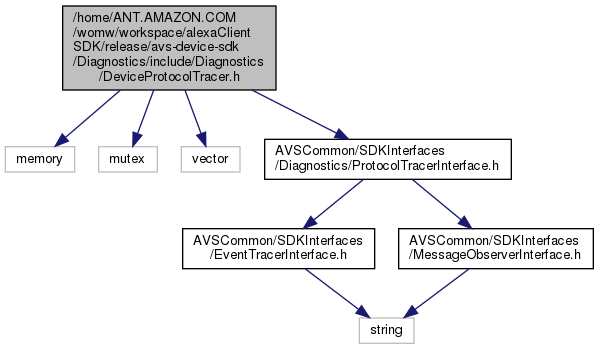 /home/ANT.AMAZON.COM
/womw/workspace/alexaClient
SDK/release/avs-device-sdk
/Diagnostics/include/Diagnostics
/DeviceProtocolTracer.h
memory
mutex
vector
AVSCommon/SDKInterfaces
/Diagnostics/ProtocolTracerInterface.h
AVSCommon/SDKInterfaces
/EventTracerInterface.h
AVSCommon/SDKInterfaces
/MessageObserverInterface.h
string